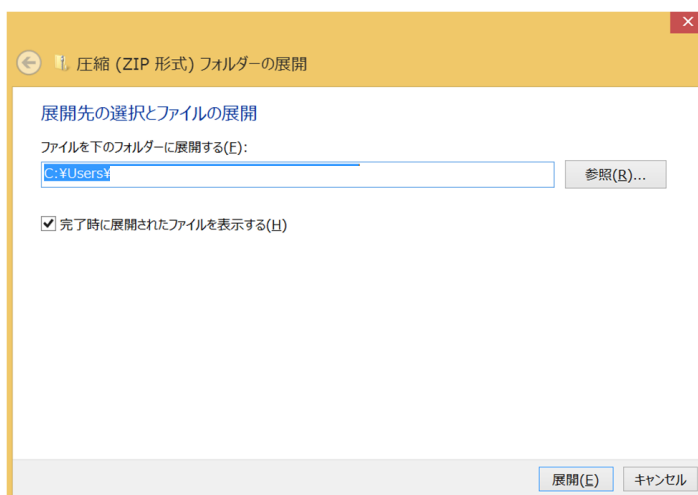 圧縮 (ZIP 形式) フォルダーの展開
展開先の選択とファイルの展開
ファイルを下のフォルダーに展開する(F):
C:¥Users¥
参照(R)...
完了時に展開されたファイルを表示する(H)
展開(E)
キャンセル